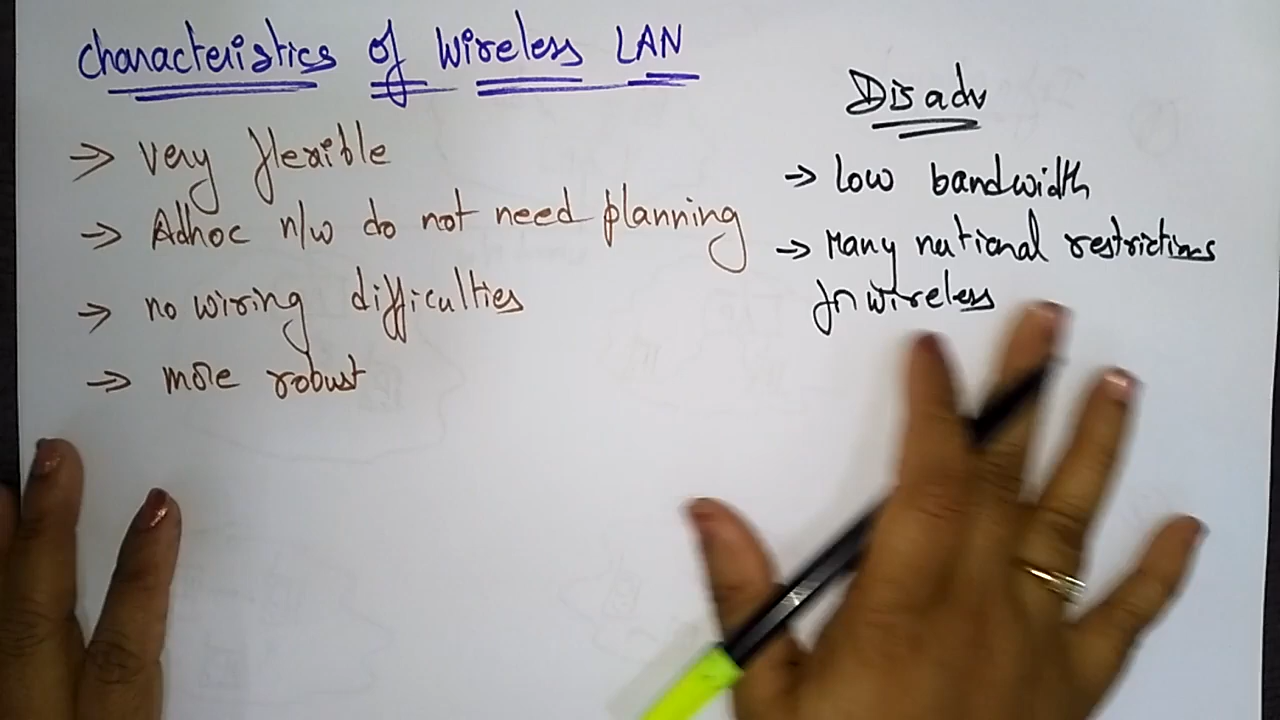 Characteristics of Wireless LAN
⇒ Very flexible
⇒ Adhoc n/w do not need planning
⇒ no wiring difficulties
⇒ more robust
Disadv
→ low bandwidth
→ Many national restrictions
In wireless